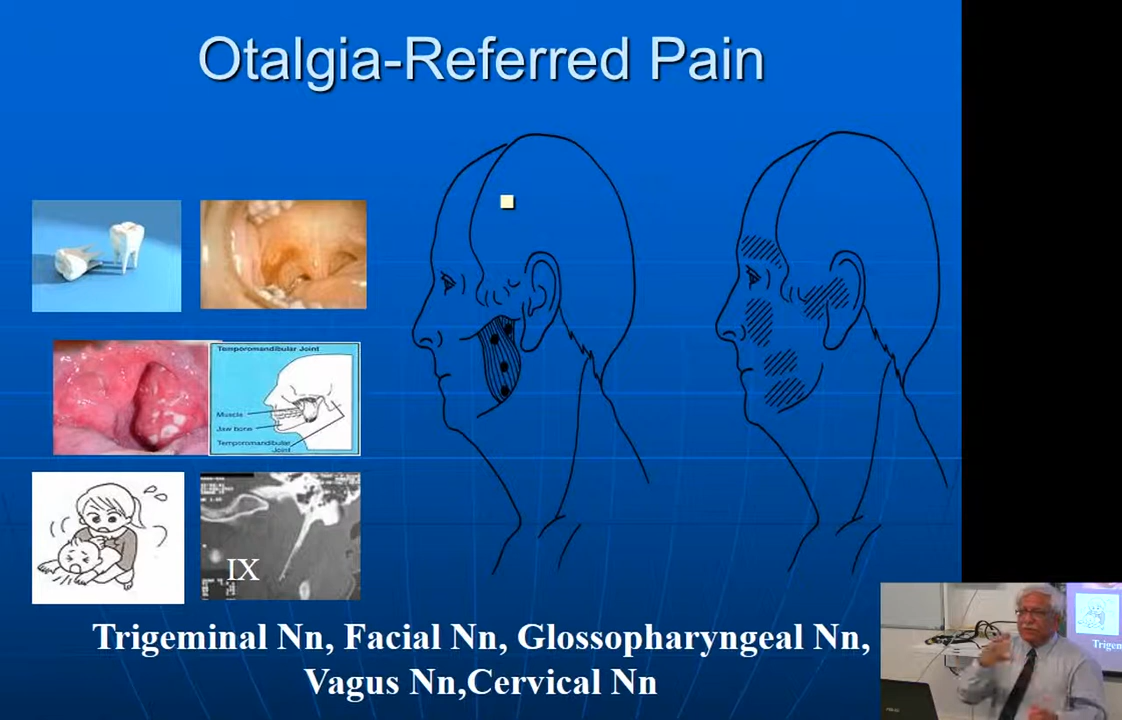 Otalgia-Referred Pain
Temporomandibular Joint
Muscle
Jaw bone
Temporomandibular
Joint
IX
Trigeminal Nn, Facial Nn, Glossopharyngeal Nn,
Vagus Nn,Cervical Nn
Trigem